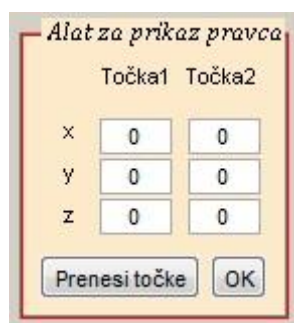 Alat za prikaz pravca
Točka1 Točka2
x 0 0
y 0 0
z 0 0
Prenesi točke OK